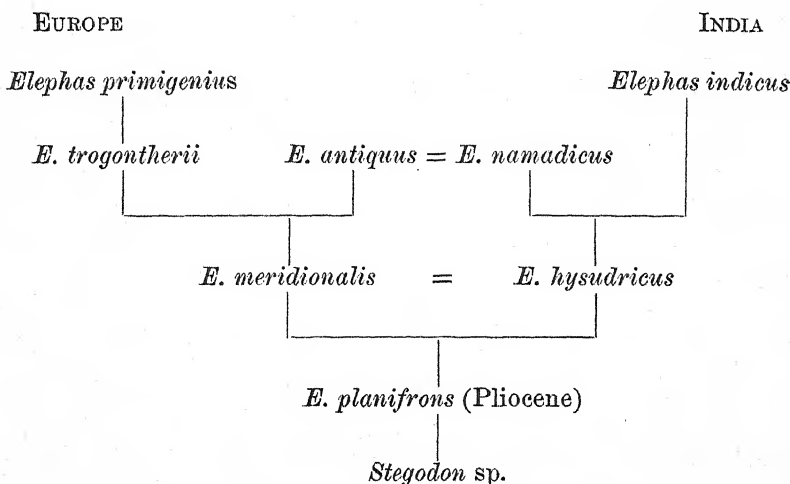 EUROPE INDIA
Elephas primigenius Elephas indicus
E. trogontherii E. antiquus = E. namadicus
E. meridionalis = E. hysudricus
E. planifrons (Pliocene)
Stegodon sp.